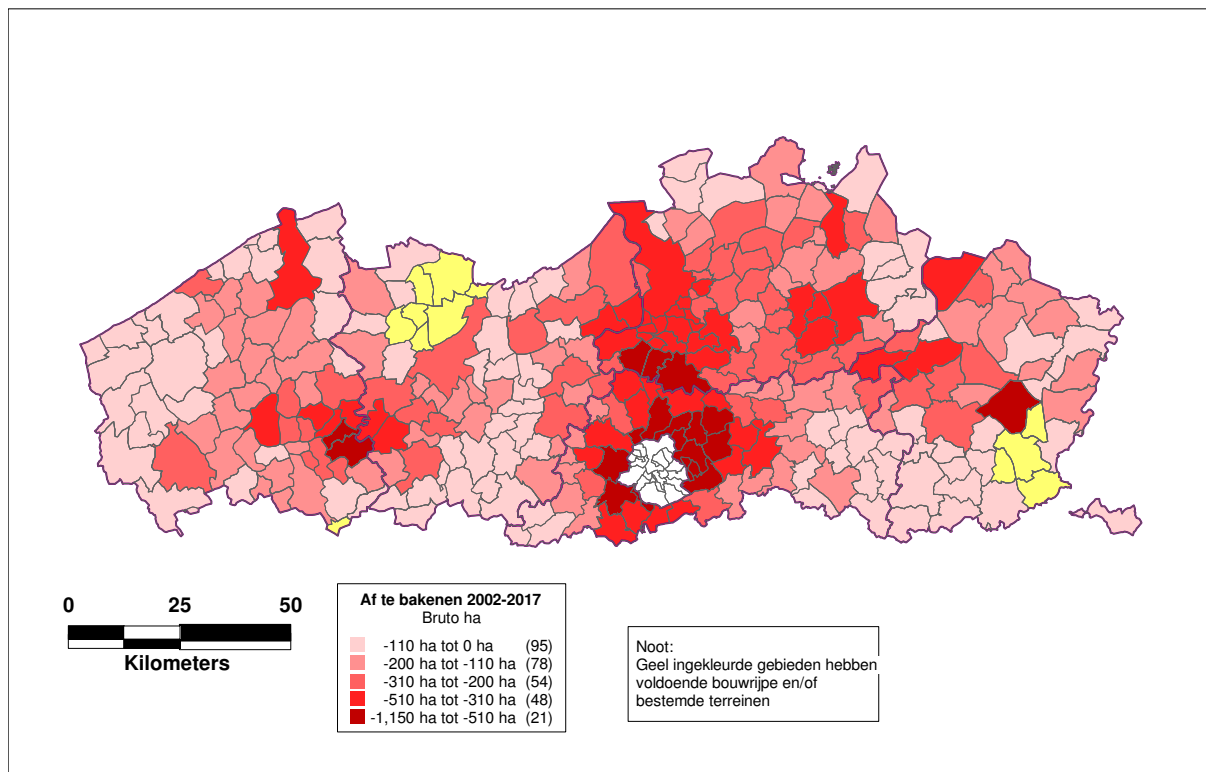 0 25 50
Kilometers
Af te bakenen 2002-2017
Bruto ha
-110 ha tot 0 ha (95)
-200 ha tot -110 ha (78)
-310 ha tot -200 ha (54)
-510 ha tot -310 ha (48)
-1,150 ha tot -510 ha (21)
Noot:
Geel ingekleurde gebieden hebben
voldoende bouwrijpe en/of
bestemde terreinen